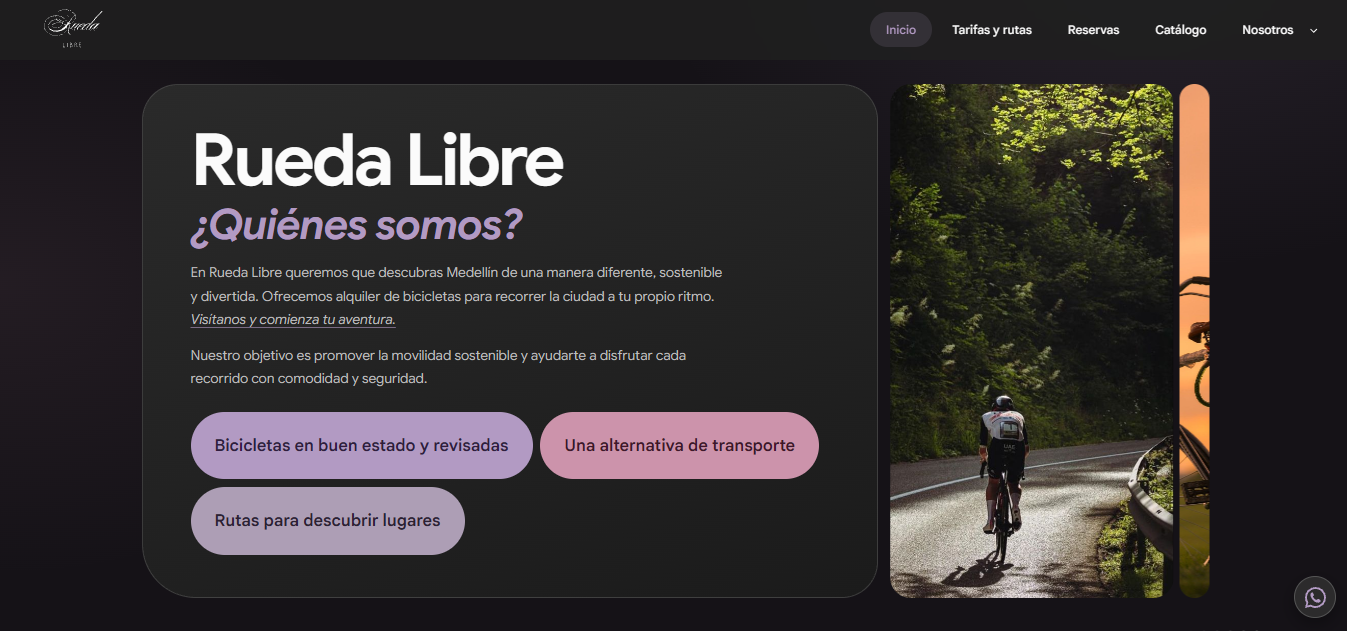 Rueda
LIBRE
Inicio
Tarifas y rutas
Reservas
Catálogo
Nosotros
Rueda Libre
¿Quiénes somos?
En Rueda Libre queremos que descubras Medellín de una manera diferente, sostenible
y divertida. Ofrecemos alquiler de bicicletas para recorrer la ciudad a tu propio ritmo.
Visítanos y comienza tu aventura.
Nuestro objetivo es promover la movilidad sostenible y ayudarte a disfrutar cada
recorrido con comodidad y seguridad.
Bicicletas en buen estado y revisadas
Una alternativa de transporte
Rutas para descubrir lugares